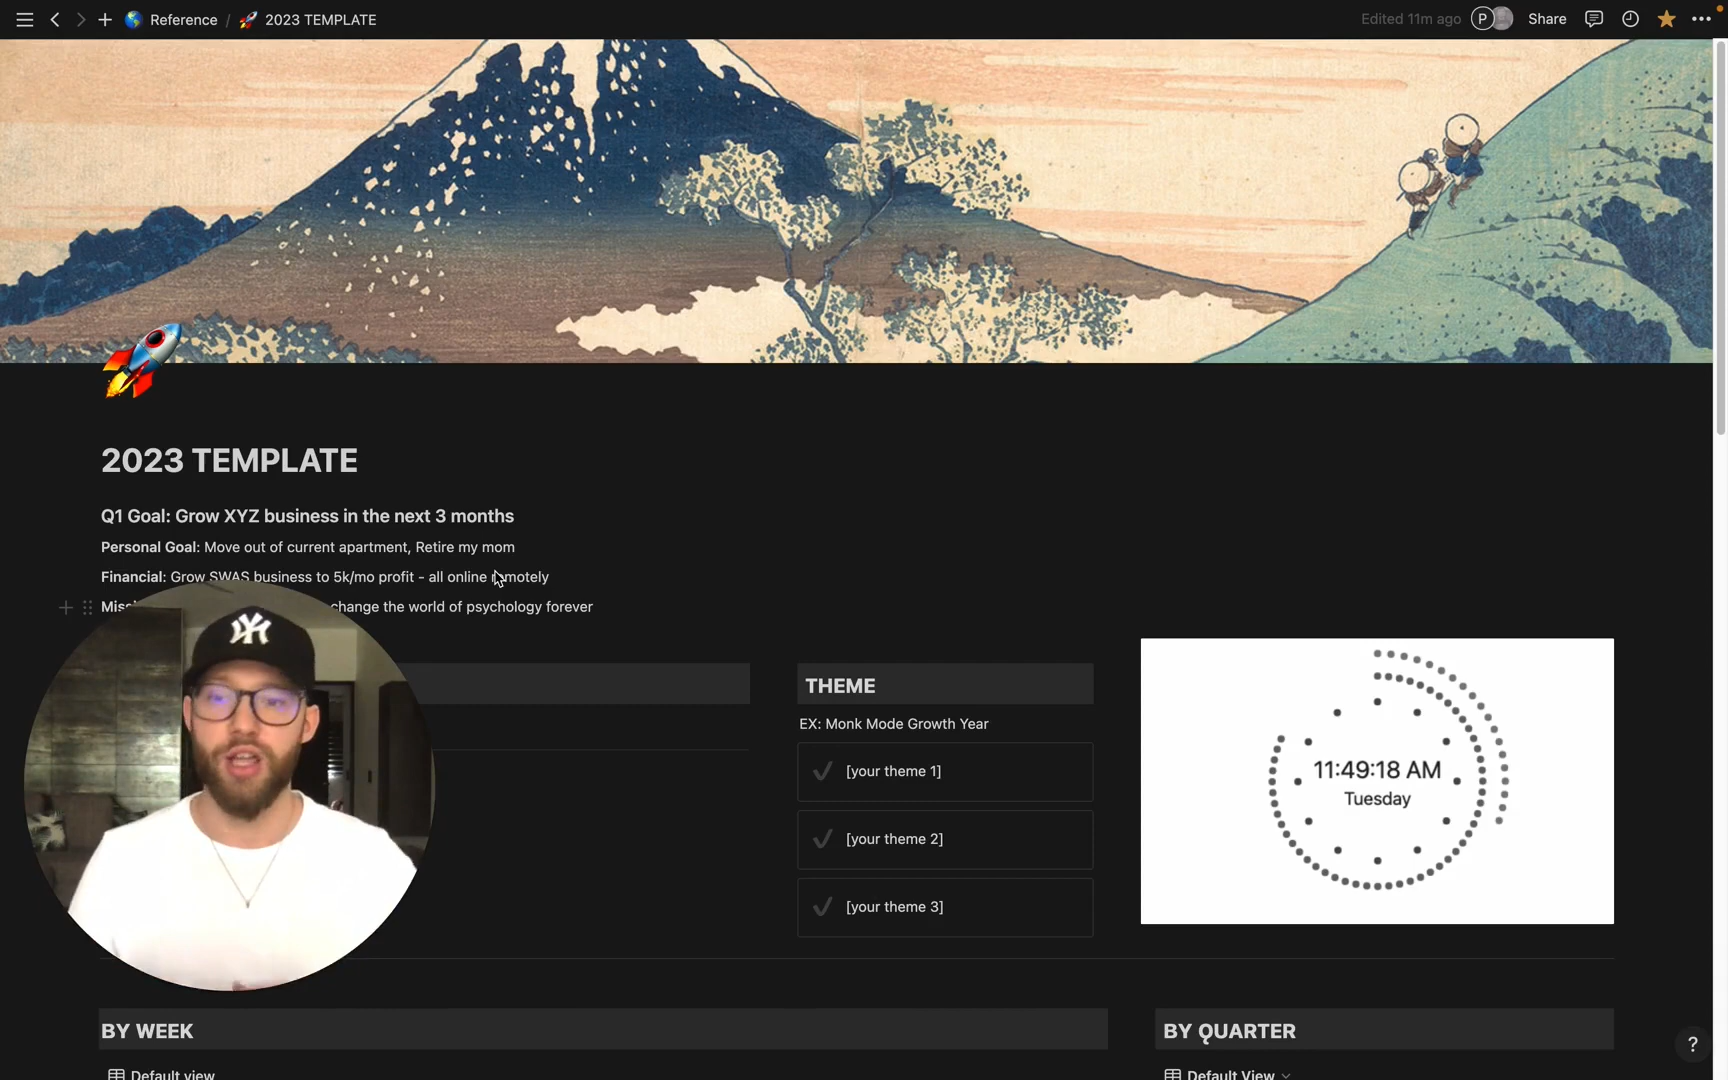 Reference / 2023 TEMPLATE
Edited 11m ago P Share
2023 TEMPLATE
Q1 Goal: Grow XYZ business in the next 3 months
Personal Goal: Move out of current apartment, Retire my mom
Financial: Grow SWAS business to 5k/mo profit - all online remotely
change the world of psychology forever
THEME
EX: Monk Mode Growth Year
[your theme 1]
[your theme 2]
[your theme 3]
11:49:18 AM
Tuesday
NY
BY WEEK
Default view
BY QUARTER
Default View
?